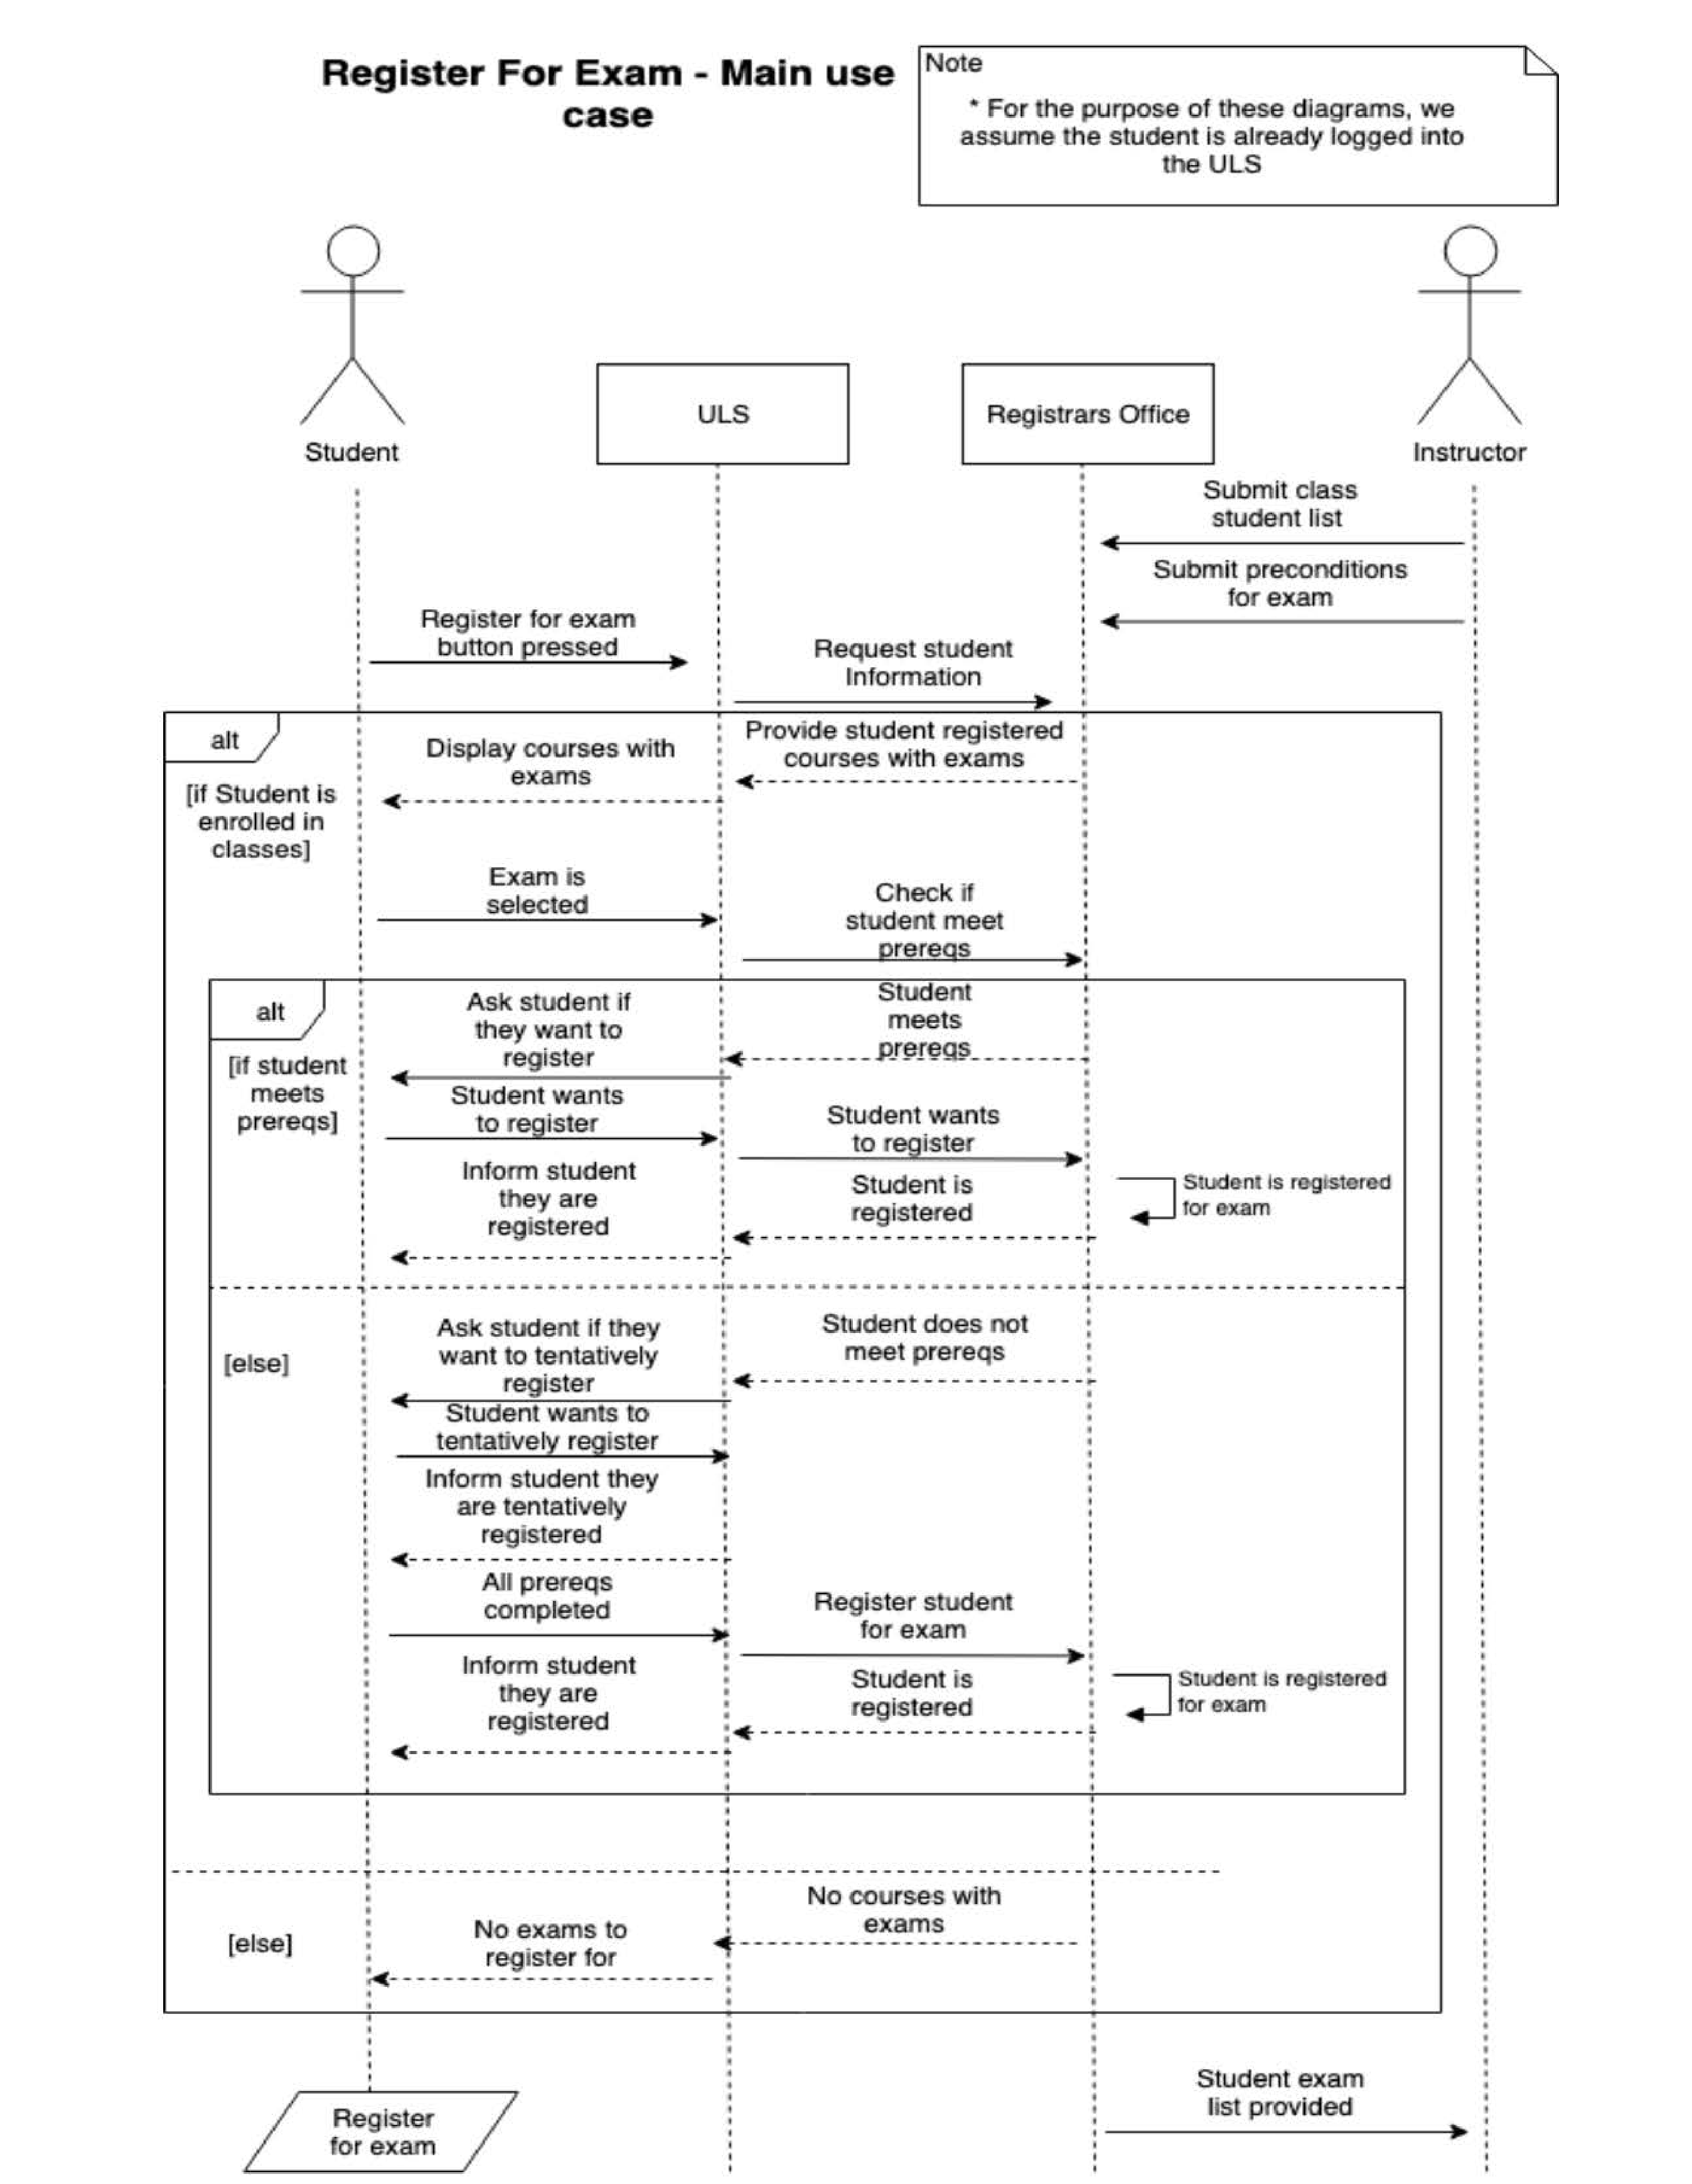 Register For Exam - Main use
case
Note
* For the purpose of these diagrams, we
assume the student is already logged into
the ULS
Student
ULS
Registrars Office
Instructor
Submit class
student list
Submit preconditions
for exam
Register for exam
button pressed
Request student
Information
alt
[if Student is
enrolled in
classes]
Provide student registered
courses with exams
Display courses with
exams
Exam is
selected
Check if
student meet
prereqs
alt
[if student
meets
prereqs]
Student
meets
prereqs
Ask student if
they want to
register
Student wants
to register
Student wants
to register
Student is registered
for exam
Student is
registered
Inform student
they are
registered
[else]
Student does not
meet prereqs
Ask student if they
want to tentatively
register
Student wants to
tentatively register
Inform student they
are tentatively
registered
All prereqs
completed
Register student
for exam
Student is registered
for exam
Student is
registered
Inform student
they are
registered
[else]
No courses with
exams
No exams to
register for
Student exam
list provided
Register
for exam